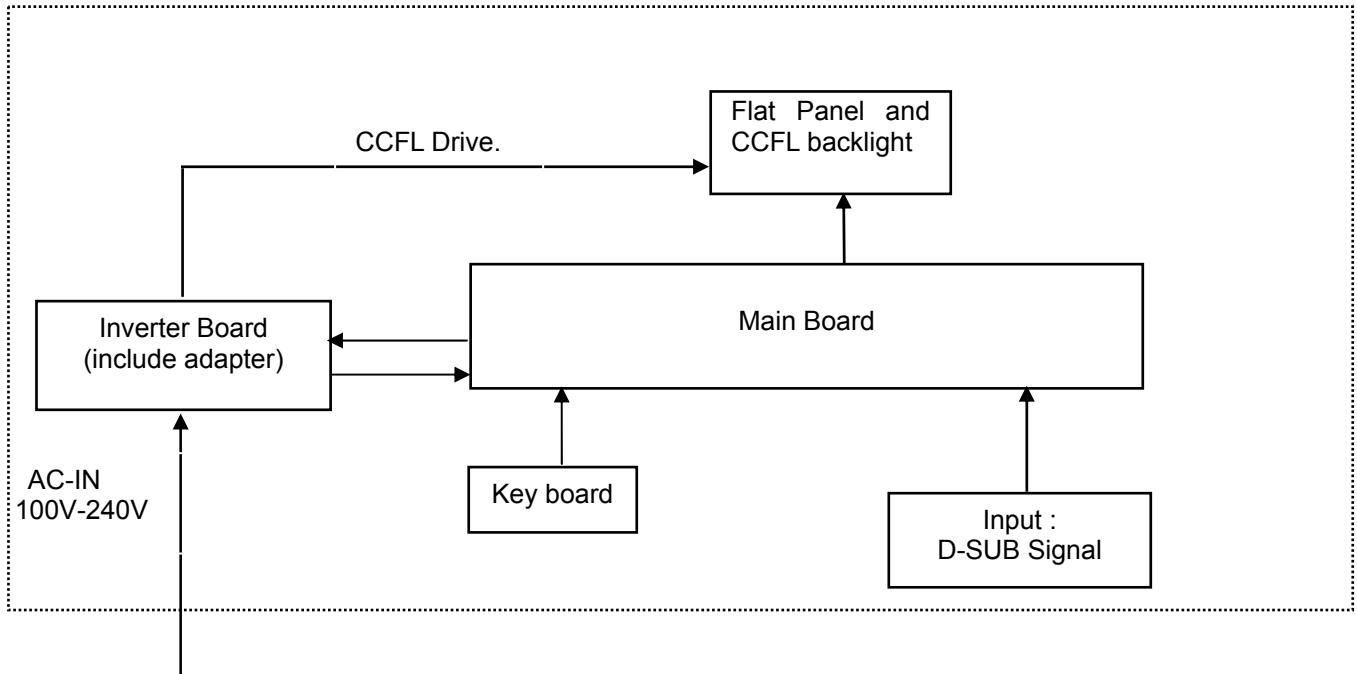 Flat Panel and
CCFL backlight
CCFL Drive.
Main Board
Inverter Board
(include adapter)
AC-IN
100V-240V
Key board
Input :
D-SUB Signal